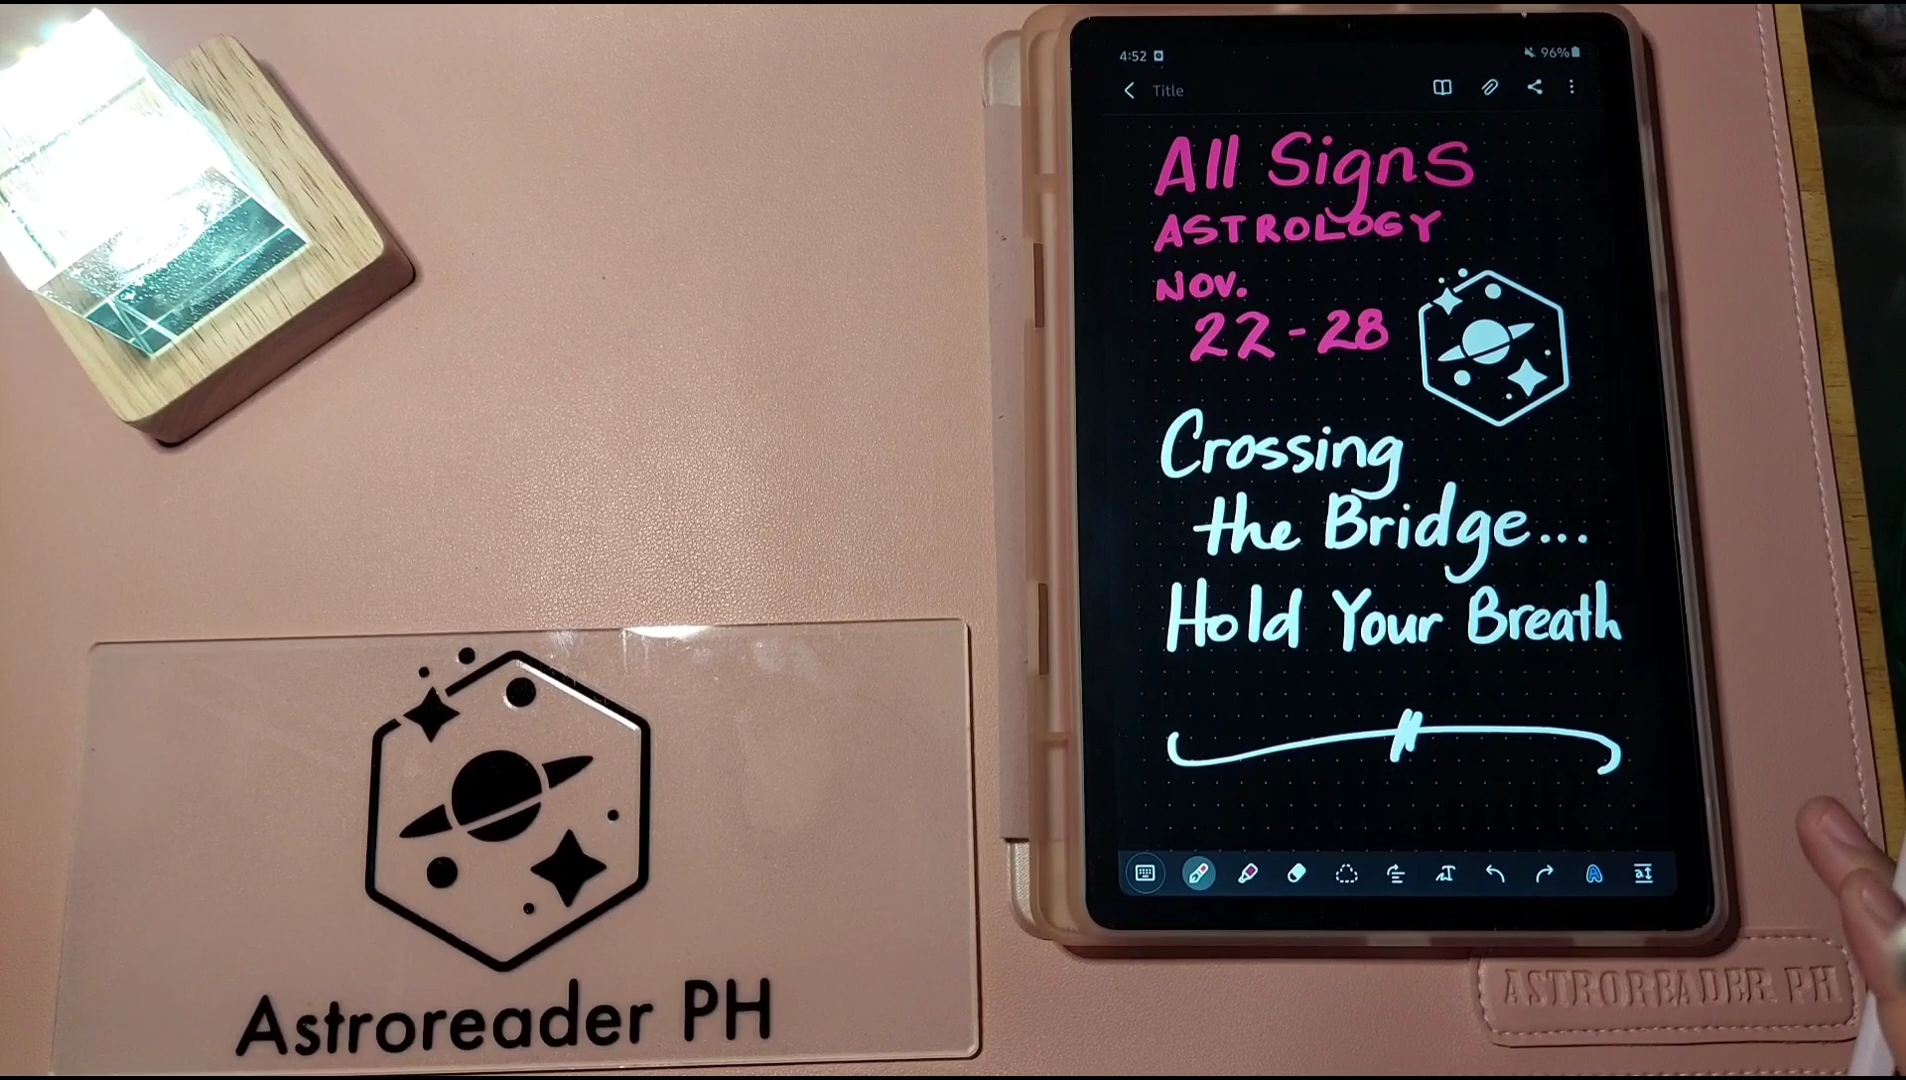 4:52
96%
Title
All Signs
ASTROLOGY
NOV.
22-28
Crossing
the Bridge...
Hold Your Breath
Astroreader PH
ASTROREADER PH